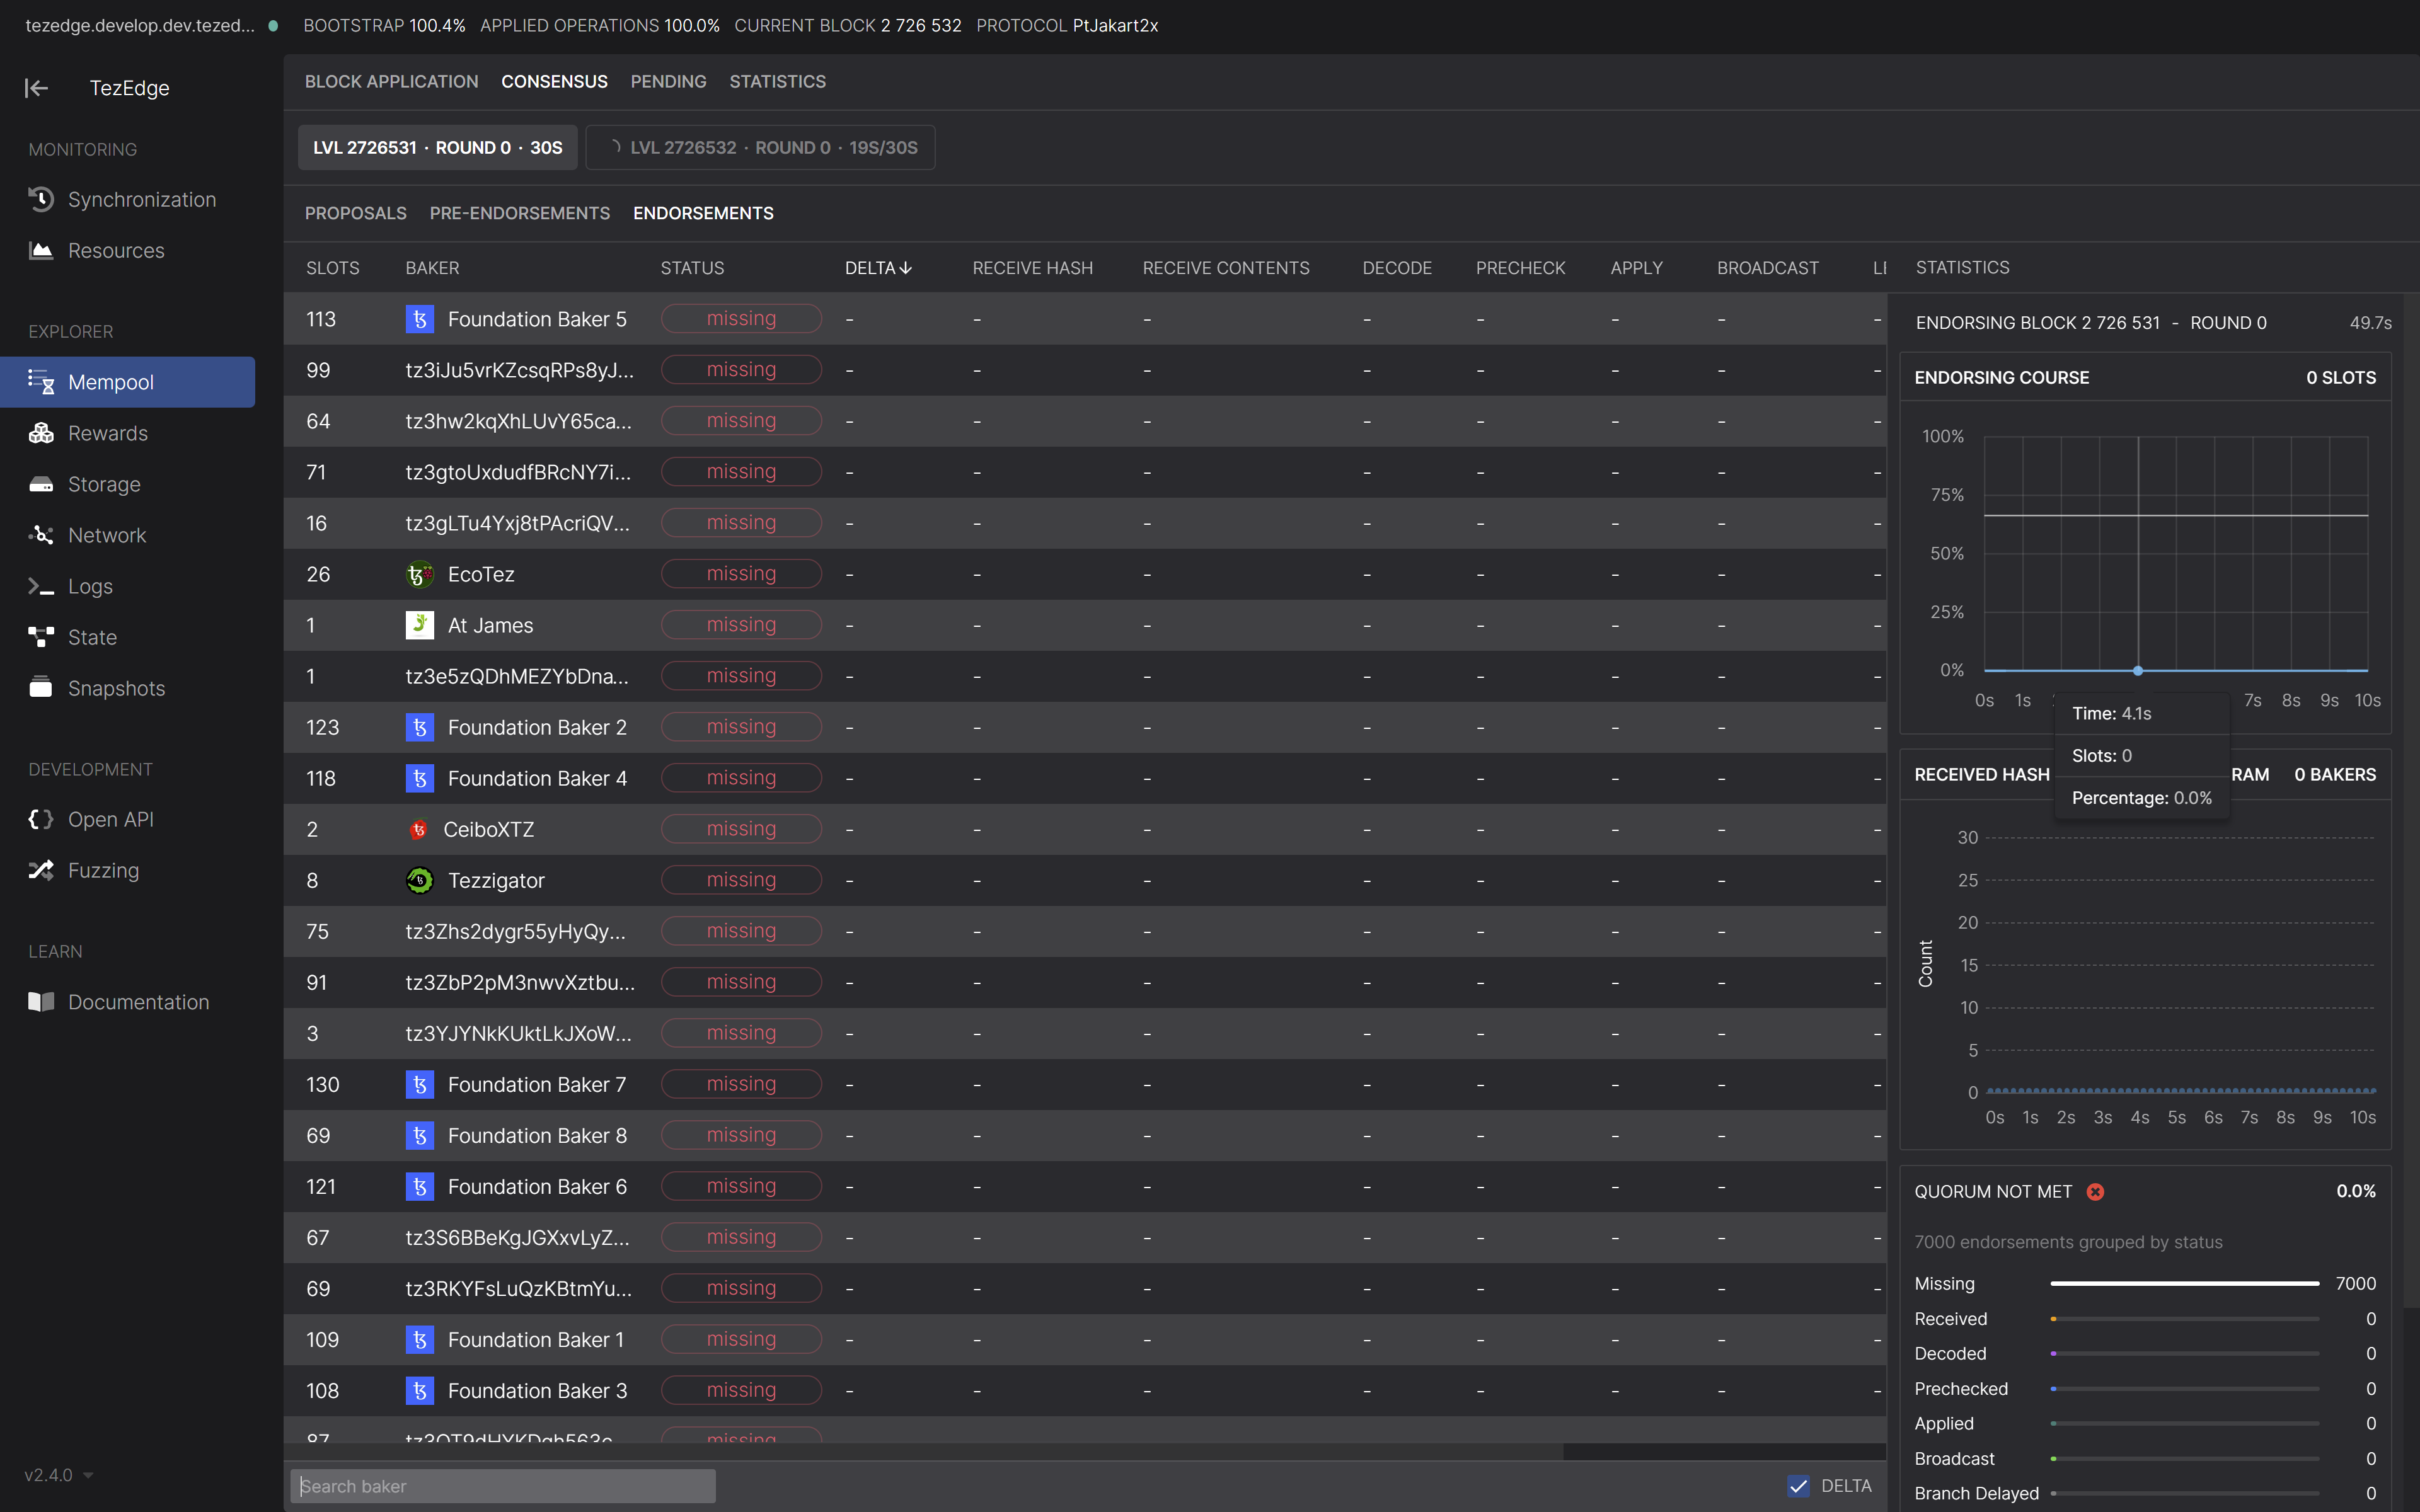 tezedge.develop.dev.tezed...
BOOTSTRAP 100.4% APPLIED OPERATIONS 100.0% CURRENT BLOCK 2 726 532 PROTOCOL PtJakart2x
TezEdge
MONITORING
Synchronization
Resources
EXPLORER
Mempool
Rewards
Storage
Network
Logs
State
Snapshots
DEVELOPMENT
Open API
Fuzzing
LEARN
Documentation
v2.4.0
BLOCK APPLICATION CONSENSUS PENDING STATISTICS
LVL 2726531 · ROUND 0 · 30S
LVL 2726532 · ROUND 0 · 19S/30S
PROPOSALS PRE-ENDORSEMENTS ENDORSEMENTS
SLOTS BAKER STATUS DELTA RECEIVE HASH RECEIVE CONTENTS DECODE PRECHECK APPLY BROADCAST
113 Foundation Baker 5 missing - - - - - - - -
99 tz3iJu5vrKZcsqRPs8yJ... missing - - - - - - - -
64 tz3hw2kqXhLUvY65ca... missing - - - - - - - -
71 tz3gtoUxdudfBRcNY7i... missing - - - - - - - -
16 tz3gLTu4Yxj8tPAcriQV... missing - - - - - - - -
26 EcoTez missing - - - - - - - -
1 At James missing - - - - - - - -
1 tz3e5zQDhMEZYbDna... missing - - - - - - - -
123 Foundation Baker 2 missing - - - - - - - -
118 Foundation Baker 4 missing - - - - - - - -
2 CeiboXTZ missing - - - - - - - -
8 Tezzigator missing - - - - - - - -
75 tz3Zhs2dygr55yHyQy... missing - - - - - - - -
91 tz3ZbP2pM3nwvXztbu... missing - - - - - - - -
3 tz3YJYNkKUktLkJXoW... missing - - - - - - - -
130 Foundation Baker 7 missing - - - - - - - -
69 Foundation Baker 8 missing - - - - - - - -
121 Foundation Baker 6 missing - - - - - - - -
67 tz3S6BBeKgJGXxvLyZ... missing - - - - - - - -
69 tz3RKYFsLuQzKBtmYu... missing - - - - - - - -
109 Foundation Baker 1 missing - - - - - - - -
108 Foundation Baker 3 missing - - - - - - - -
87 missing
Search baker
DELTA
STATISTICS
ENDORSING BLOCK 2 726 531 - ROUND 0 49.7s
ENDORSING COURSE 0 SLOTS
100%
75%
50%
25%
0%
0s 1s 7s 8s 9s 10s
Time: 4.1s
Slots: 0
Percentage: 0.0%
RECEIVED HASH RAM 0 BAKERS
30
25
20
15
10
5
0
Count
0s 1s 2s 3s 4s 5s 6s 7s 8s 9s 10s
QUORUM NOT MET 0.0%
7000 endorsements grouped by status
Missing 7000
Received 0
Decoded 0
Prechecked 0
Applied 0
Broadcast 0
Branch Delayed 0